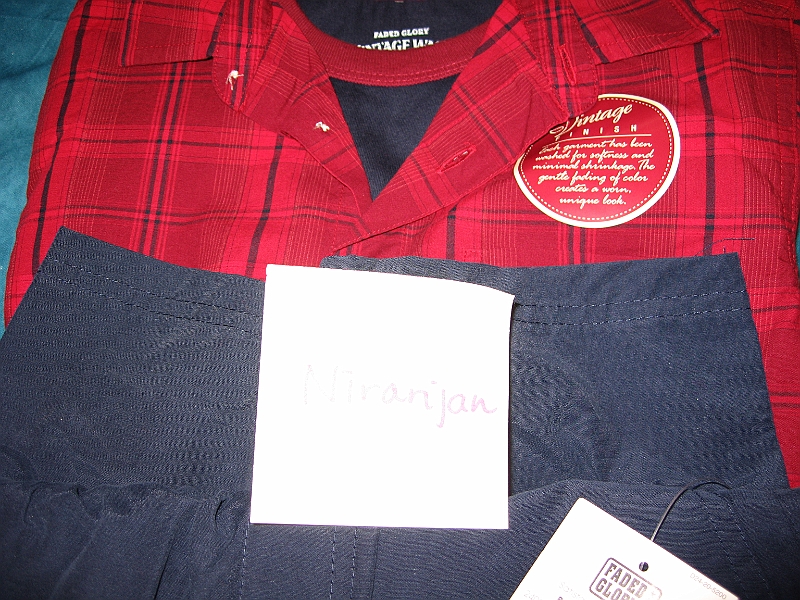 FADED GLORY
Vintage
FINISH
Each garment has been
washed for softness and
minimal shrinkage. The
gentle fading of color
creates a worn,
unique look.
Niranjan
FADED
GLORY